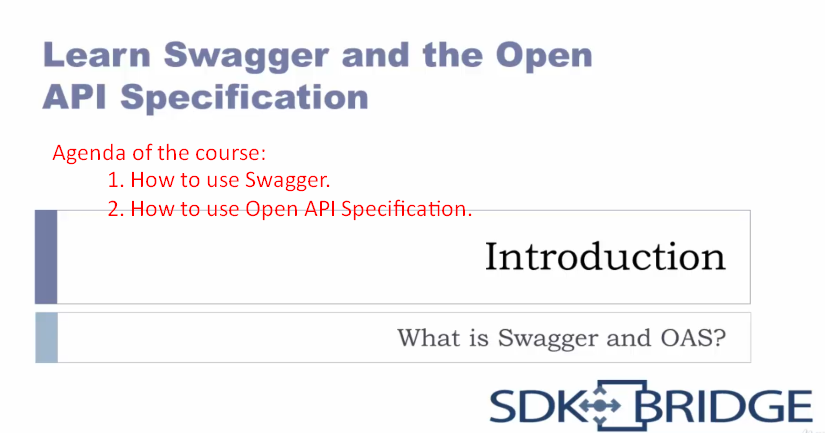 Learn Swagger and the Open
API Specification
Agenda of the course:
1. How to use Swagger.
2. How to use Open API Specification.
Introduction
What is Swagger and OAS?
SDK BRIDGE